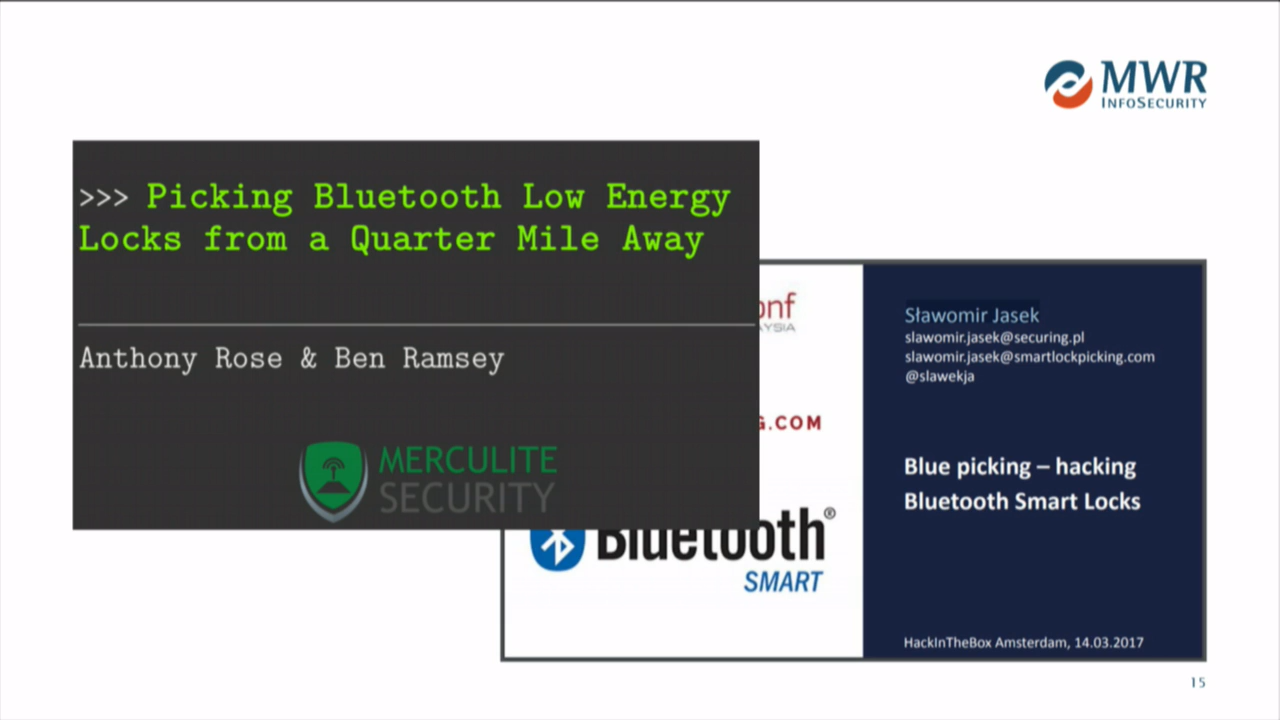 MWR
INFOSECURITY
>>> Picking Bluetooth Low Energy
Locks from a Quarter Mile Away
Anthony Rose & Ben Ramsey
MERCULITE
SECURITY
Sławomir Jasek
slawomir.jasek@securing.pl
slawomir.jasek@smartlockpicking.com
@slawekja
.COM
Blue picking – hacking
Bluetooth Smart Locks
Bluetooth®
SMART
HackInTheBox Amsterdam, 14.03.2017
15